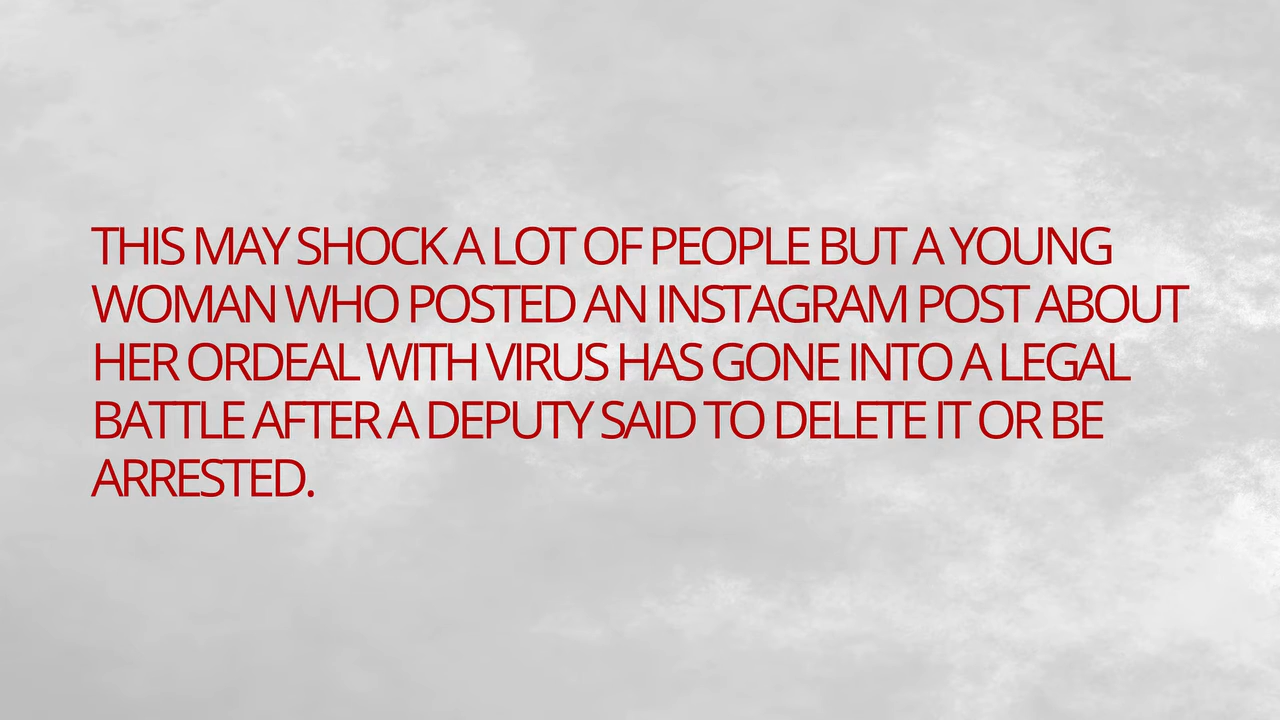 THIS MAY SHOCK A LOT OF PEOPLE BUT A YOUNG
WOMAN WHO POSTED AN INSTAGRAM POST ABOUT
HER ORDEAL WITH VIRUS HAS GONE INTO A LEGAL
BATTLE AFTER A DEPUTY SAID TO DELETE IT OR BE
ARRESTED.